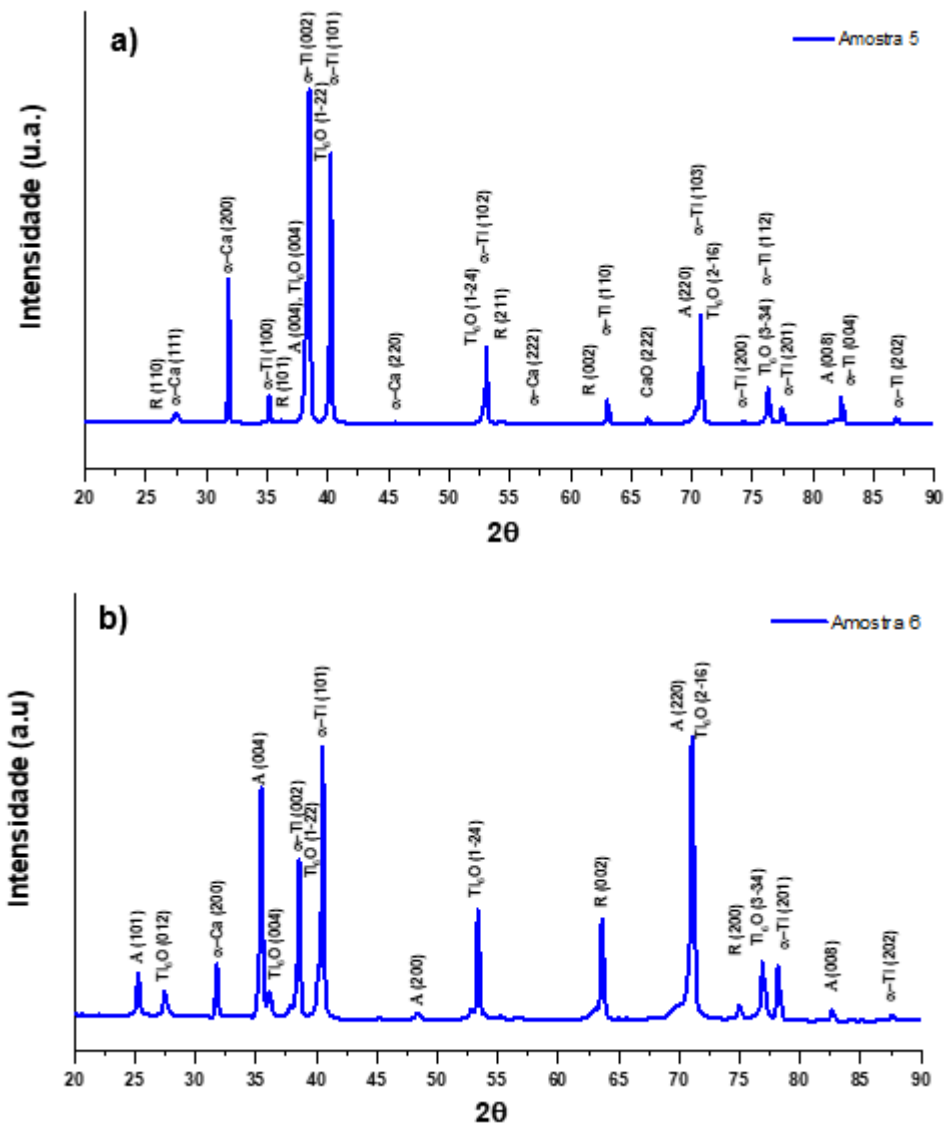 a)
Amostra 5
Intensidade (u.a.)
R (110)
α–Ca (111)
α–Ca (200)
α–Ti (100)
R (101)
A (004), Ti₆O (004)
α–Ti (002)
Ti₆O (1-22)
α–Ti (101)
α–Ca (220)
Ti₆O (1-24)
α–Ti (102)
R (211)
α–Ca (222)
R (002)
α–Ti (110)
CaO (222)
A (220)
α–Ti (103)
Ti₆O (2-16)
α–Ti (200)
Ti₆O (3-34)
α–Ti (112)
α–Ti (201)
A (008)
α–Ti (004)
α–Ti (202)
20 25 30 35 40 45 50 55 60 65 70 75 80 85 90
2θ
b)
Amostra 6
Intensidade (a.u)
A (101)
Ti₆O (012)
α–Ca (200)
A (004)
Ti₆O (004)
α–Ti (002)
Ti₆O (1-22)
α–Ti (101)
A (200)
Ti₆O (1-24)
R (002)
A (220)
Ti₆O (2-16)
R (200)
Ti₆O (3-34)
α–Ti (201)
A (008)
α–Ti (202)
20 25 30 35 40 45 50 55 60 65 70 75 80 85 90
2θ